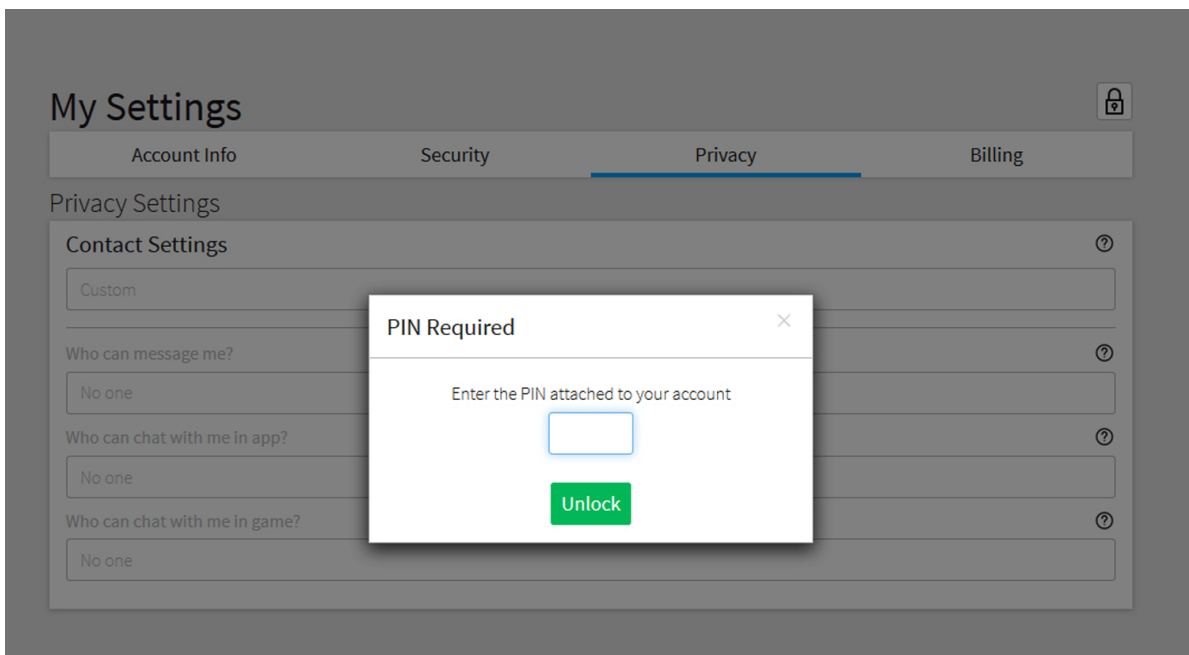 My Settings
Account Info Security Privacy Billing
Privacy Settings
Contact Settings
Custom
PIN Required
Who can message me?
No one
Enter the PIN attached to your account
Who can chat with me in app?
No one
Unlock
Who can chat with me in game?
No one